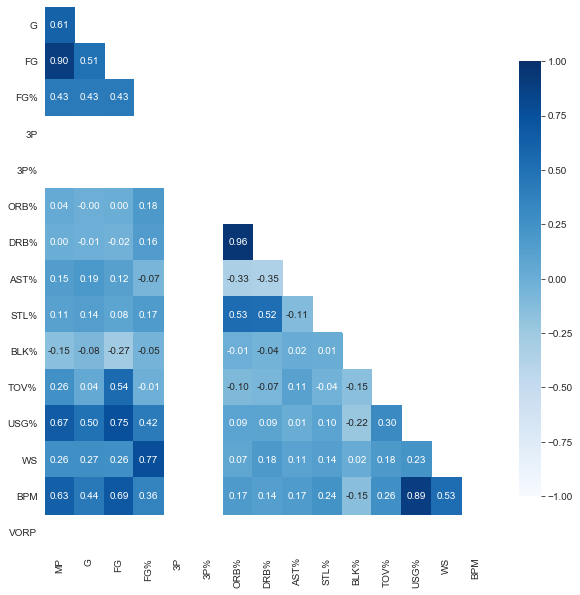 G 0.61
FG 0.90 0.51
FG% 0.43 0.43 0.43
3P
3P%
ORB% 0.04 -0.00 0.00 0.18
DRB% 0.00 -0.01 -0.02 0.16 0.96
AST% 0.15 0.19 0.12 -0.07 -0.33 -0.35
STL% 0.11 0.14 0.08 0.17 0.53 0.52 -0.11
BLK% -0.15 -0.08 -0.27 -0.05 -0.01 -0.04 0.02 0.01
TOV% 0.26 0.04 0.54 -0.01 -0.10 -0.07 0.11 -0.04 -0.15
USG% 0.67 0.50 0.75 0.42 0.09 0.09 0.01 0.10 -0.22 0.30
WS 0.26 0.27 0.26 0.77 0.07 0.18 0.11 0.14 0.02 0.18 0.23
BPM 0.63 0.44 0.69 0.36 0.17 0.14 0.17 0.24 -0.15 0.26 0.89 0.53
VORP
MP G FG FG% 3P 3P% ORB% DRB% AST% STL% BLK% TOV% USG% WS BPM
1.00
0.75
0.50
0.25
0.00
-0.25
-0.50
-0.75
-1.00